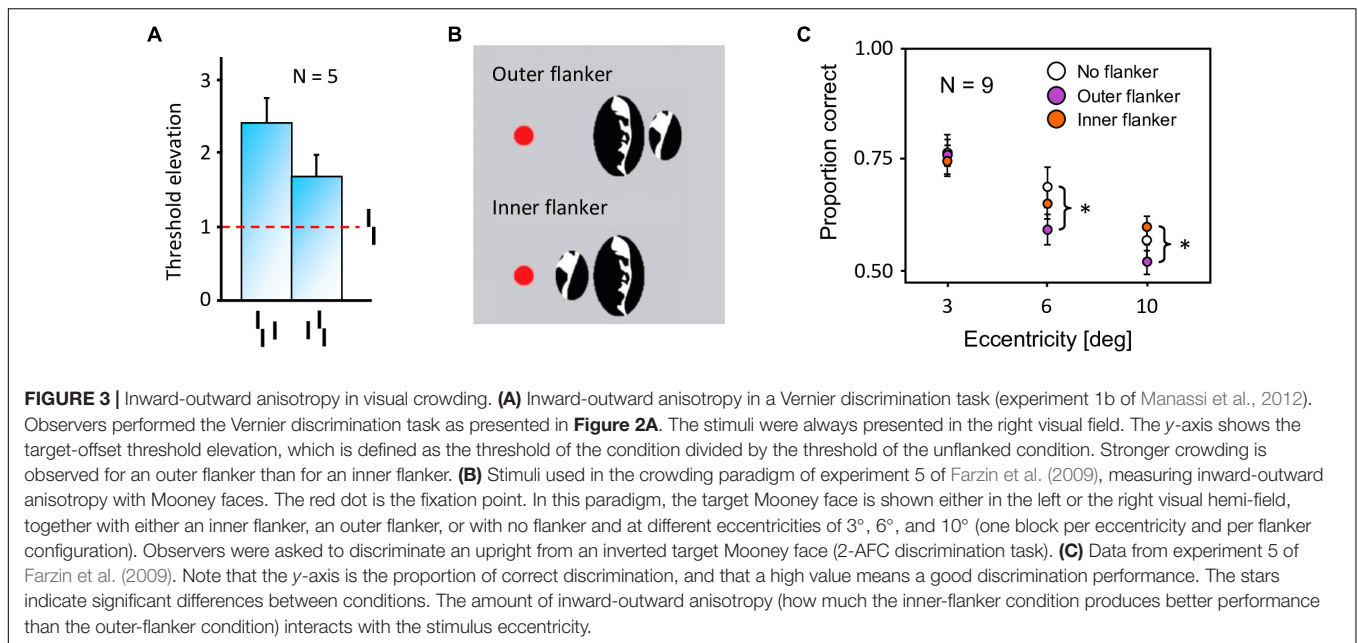 A
B
C
3
2
1
0
Threshold elevation
N = 5
Outer flanker
Inner flanker
1.00
0.75
0.50
Proportion correct
N = 9
No flanker
Outer flanker
Inner flanker
*
*
3 6 10
Eccentricity [deg]
FIGURE 3 | Inward-outward anisotropy in visual crowding. (A) Inward-outward anisotropy in a Vernier discrimination task (experiment 1b of Manassi et al., 2012).
Observers performed the Vernier discrimination task as presented in Figure 2A. The stimuli were always presented in the right visual field. The y-axis shows the
target-offset threshold elevation, which is defined as the threshold of the condition divided by the threshold of the unflanked condition. Stronger crowding is
observed for an outer flanker than for an inner flanker. (B) Stimuli used in the crowding paradigm of experiment 5 of Farzin et al. (2009), measuring inward-outward
anisotropy with Mooney faces. The red dot is the fixation point. In this paradigm, the target Mooney face is shown either in the left or the right visual hemi-field,
together with either an inner flanker, an outer flanker, or with no flanker and at different eccentricities of 3°, 6°, and 10° (one block per eccentricity and per flanker
configuration). Observers were asked to discriminate an upright from an inverted target Mooney face (2-AFC discrimination task). (C) Data from experiment 5 of
Farzin et al. (2009). Note that the y-axis is the proportion of correct discrimination, and that a high value means a good discrimination performance. The stars
indicate significant differences between conditions. The amount of inward-outward anisotropy (how much the inner-flanker condition produces better performance
than the outer-flanker condition) interacts with the stimulus eccentricity.